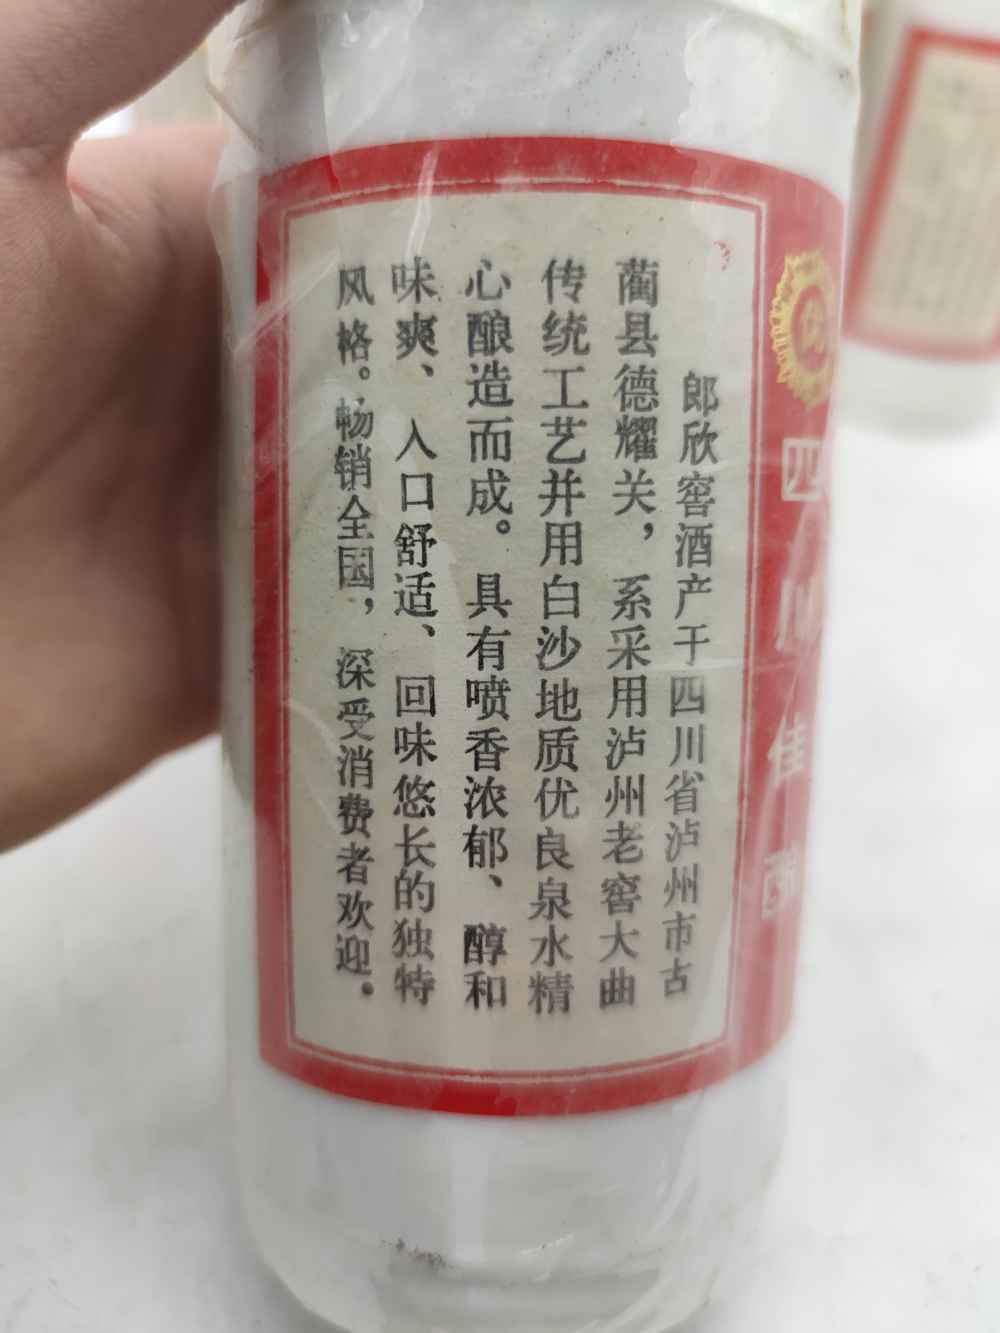 郎欣窖酒产于四川省泸州市古
蔺县德耀关，系采用泸州老窖大曲
传统工艺并用白沙地质优良泉水精
心酿造而成。具有喷香浓郁、醇和
味爽、入口舒适、回味悠长的独特
风格。畅销全国，深受消费者欢迎。
四川
佳